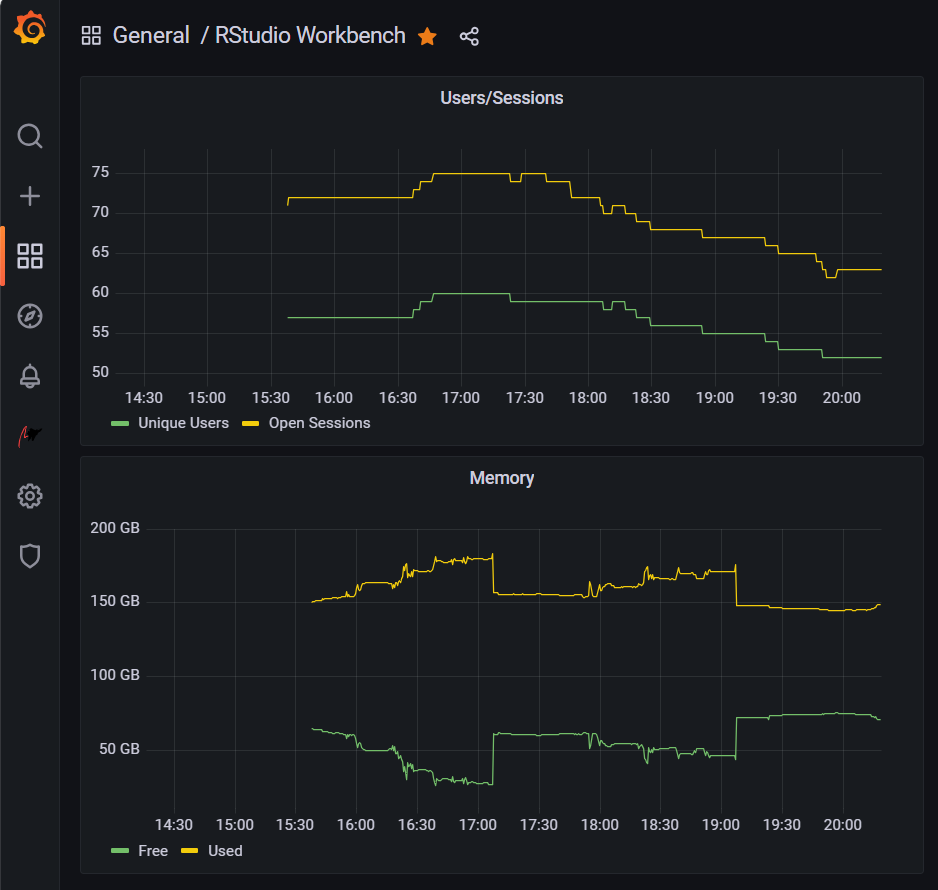 General / RStudio Workbench
Users/Sessions
75
70
65
60
55
50
14:30 15:00 15:30 16:00 16:30 17:00 17:30 18:00 18:30 19:00 19:30 20:00
Unique Users Open Sessions
Memory
200 GB
150 GB
100 GB
50 GB
14:30 15:00 15:30 16:00 16:30 17:00 17:30 18:00 18:30 19:00 19:30 20:00
Free Used